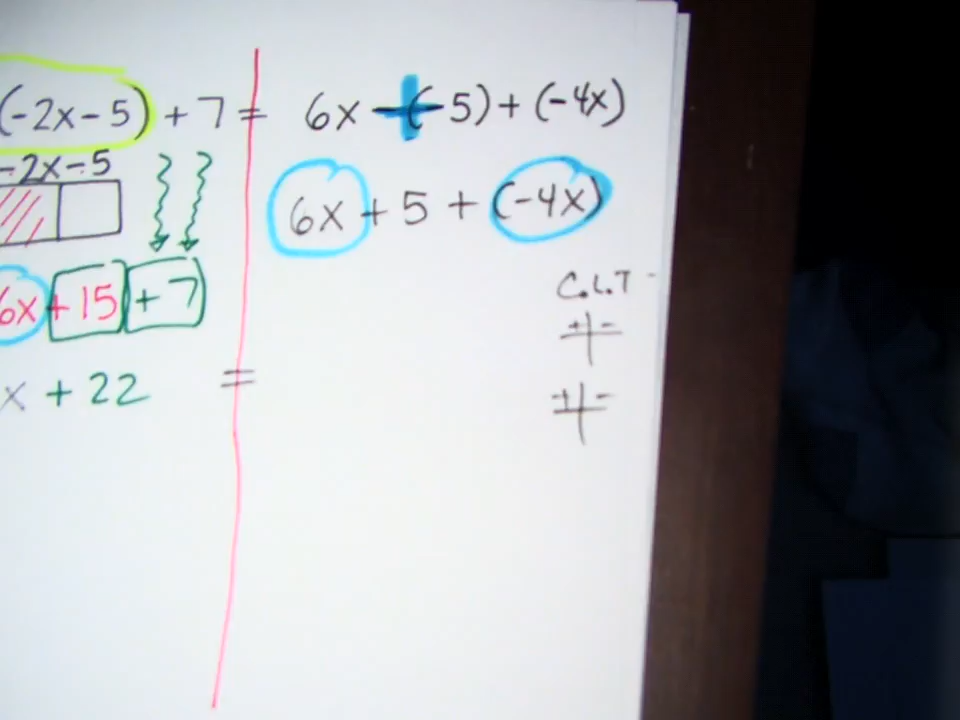 (-2x-5) + 7 = 6x -(-5) + (-4x)
-2x-5
6x + 5 + (-4x)
6x + 15 + 7
C.L.T
+ -
x + 22 =
+ -